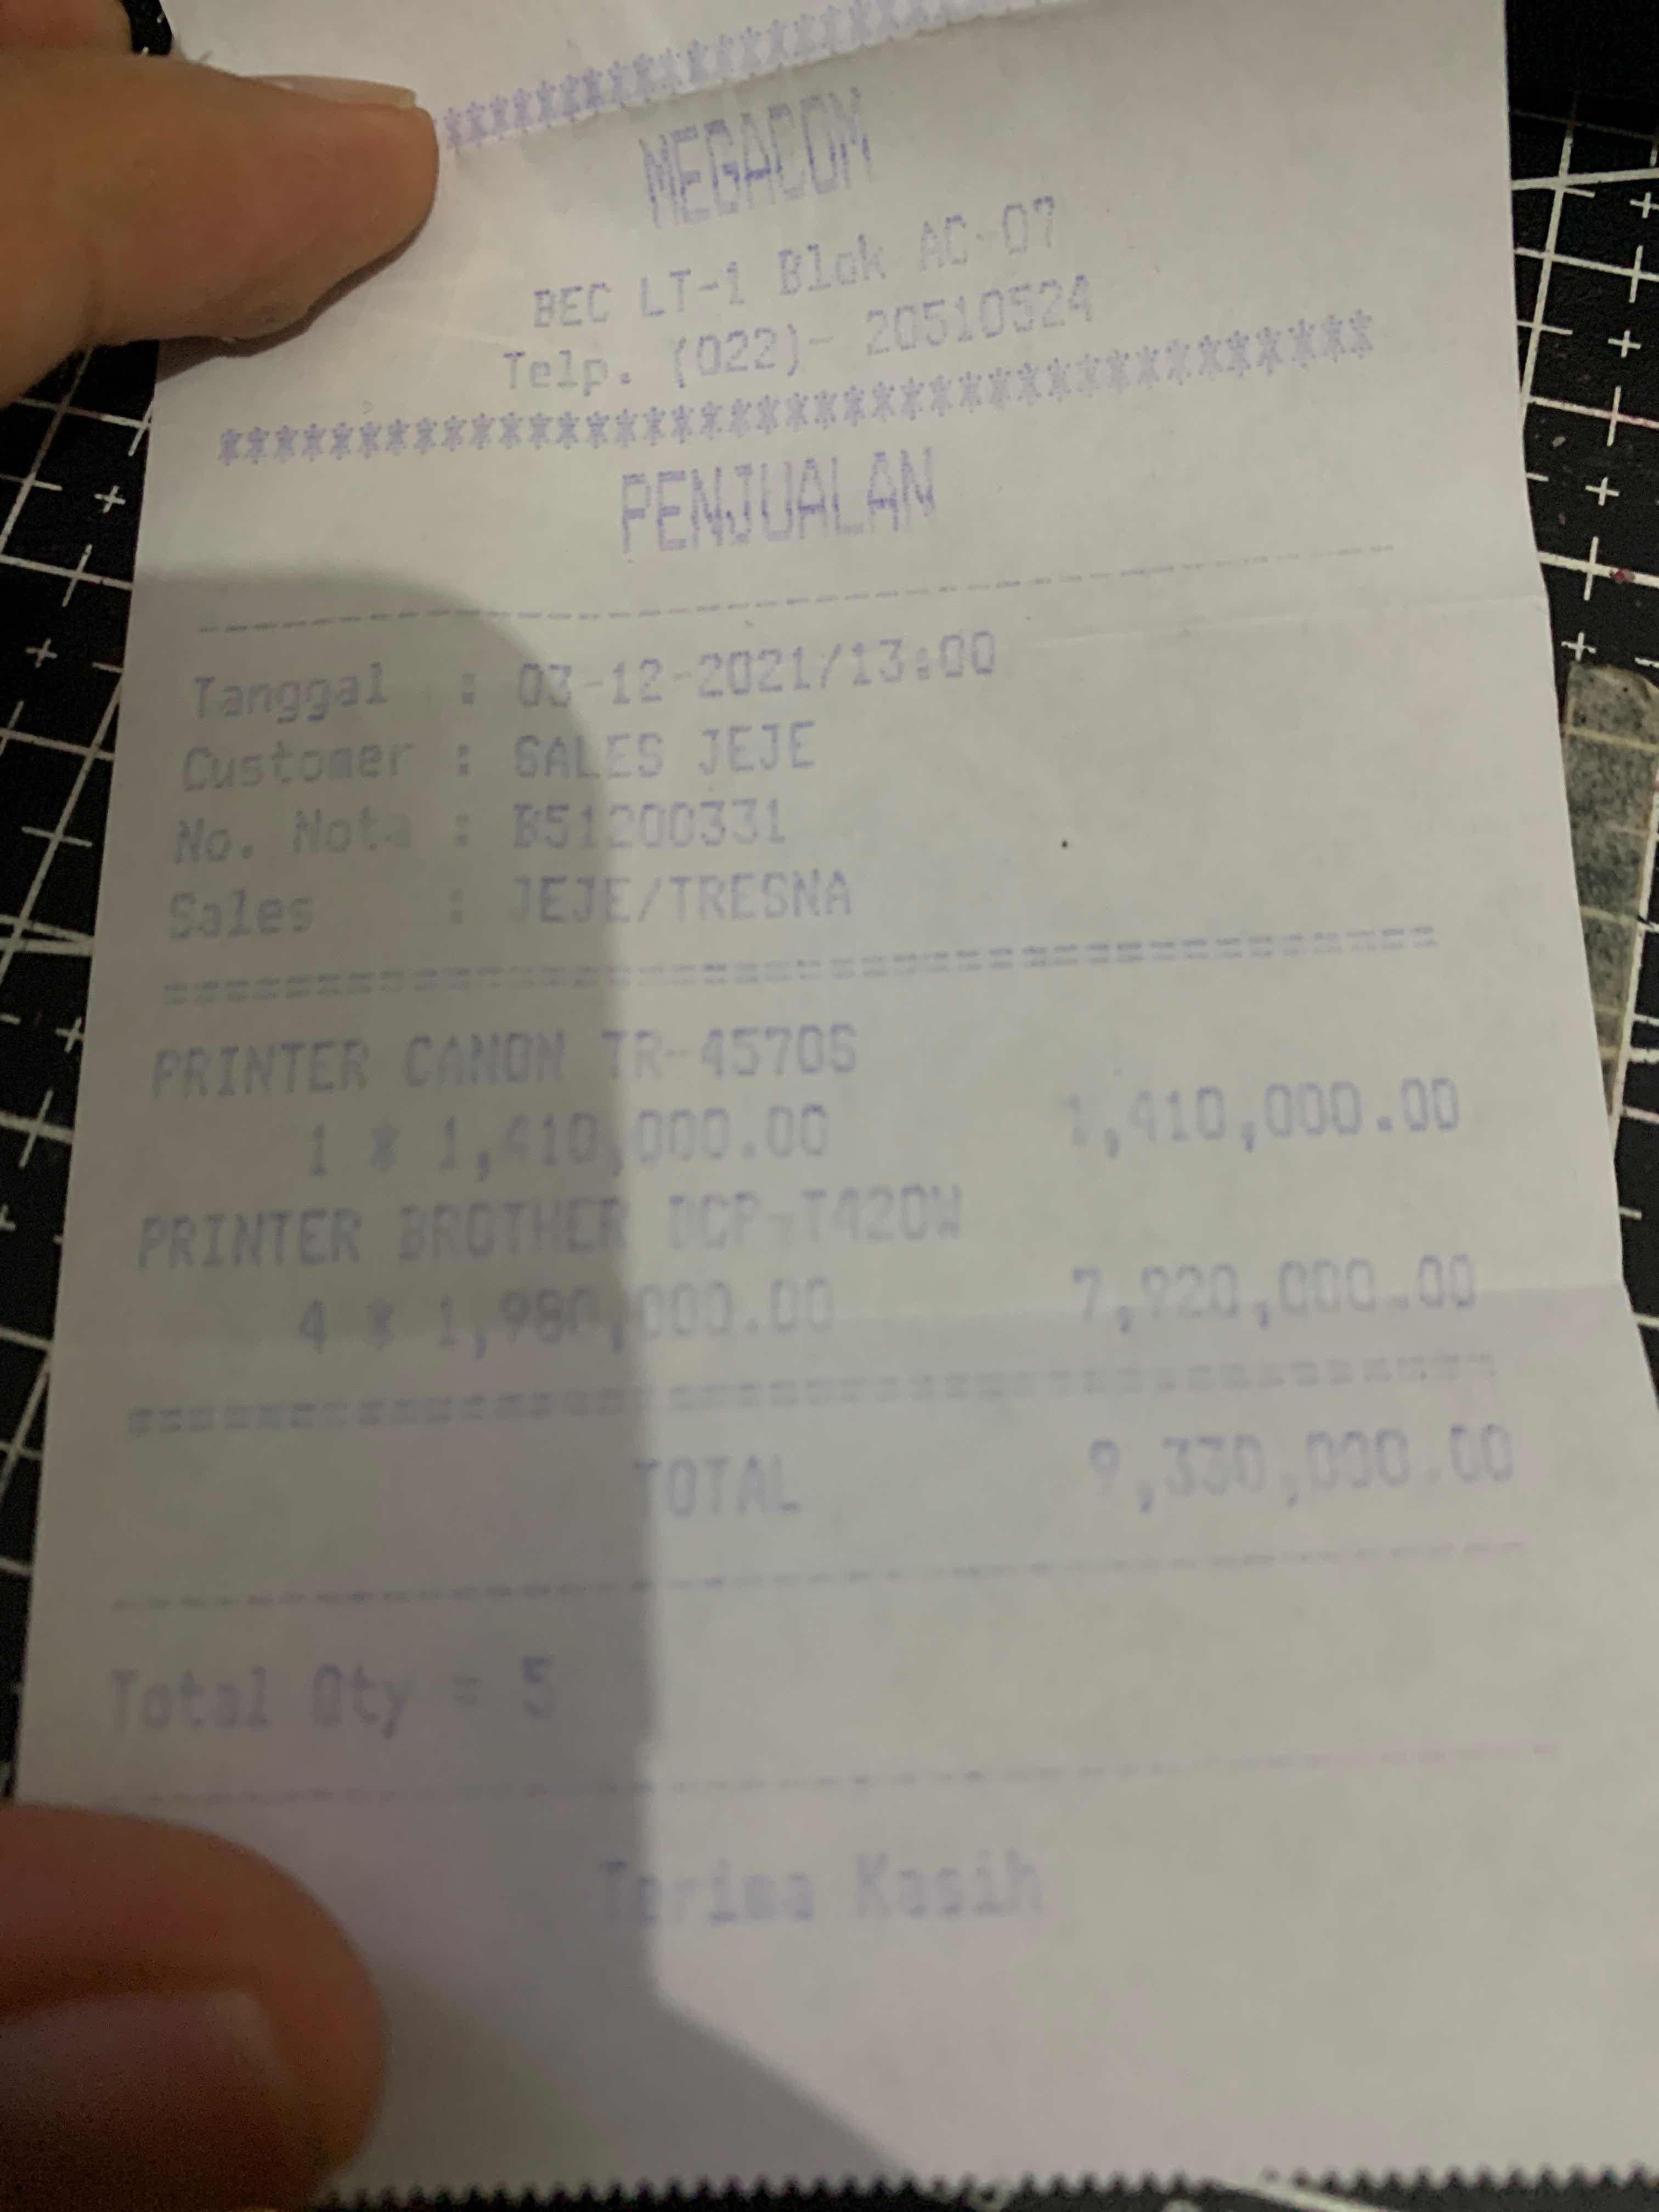 ******************************
MEGACOM
BEC LT-1 Blok AC-07
Telp. (022)- 20510524
****************************************
PENJUALAN
----------------------------------------
Tanggal : 03-12-2021/13:00
Customer : SALES JEJE
No. Nota : B51200331
Sales : JEJE/TRESNA
========================================
PRINTER CANON TR-4570S
1 * 1,410,000.00 1,410,000.00
PRINTER BROTHER DCP-T420W
4 * 1,980,000.00 7,920,000.00
========================================
TOTAL 9,330,000.00
----------------------------------------
Total Qty = 5
----------------------------------------
Terima Kasih